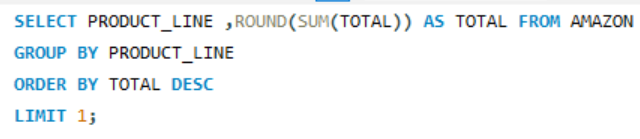 SELECT PRODUCT_LINE ,ROUND(SUM(TOTAL)) AS TOTAL FROM AMAZON
GROUP BY PRODUCT_LINE
ORDER BY TOTAL DESC
LIMIT 1;